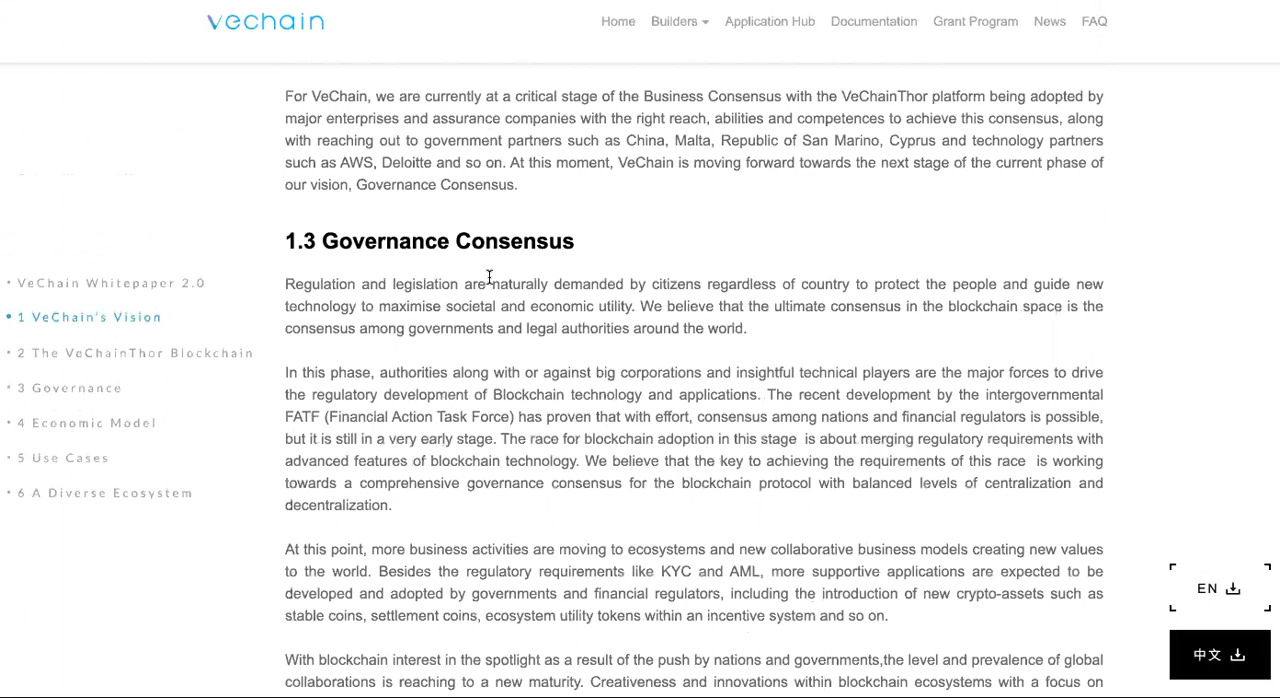 vechain
Home Builders Application Hub Documentation Grant Program News FAQ
For VeChain, we are currently at a critical stage of the Business Consensus with the VeChainThor platform being adopted by
major enterprises and assurance companies with the right reach, abilities and competences to achieve this consensus, along
with reaching out to government partners such as China, Malta, Republic of San Marino, Cyprus and technology partners
such as AWS, Deloitte and so on. At this moment, VeChain is moving forward towards the next stage of the current phase of
our vision, Governance Consensus.
1.3 Governance Consensus
Regulation and legislation are naturally demanded by citizens regardless of country to protect the people and guide new
technology to maximise societal and economic utility. We believe that the ultimate consensus in the blockchain space is the
consensus among governments and legal authorities around the world.
In this phase, authorities along with or against big corporations and insightful technical players are the major forces to drive
the regulatory development of Blockchain technology and applications. The recent development by the intergovernmental
FATF (Financial Action Task Force) has proven that with effort, consensus among nations and financial regulators is possible,
but it is still in a very early stage. The race for blockchain adoption in this stage is about merging regulatory requirements with
advanced features of blockchain technology. We believe that the key to achieving the requirements of this race is working
towards a comprehensive governance consensus for the blockchain protocol with balanced levels of centralization and
decentralization.
At this point, more business activities are moving to ecosystems and new collaborative business models creating new values
to the world. Besides the regulatory requirements like KYC and AML, more supportive applications are expected to be
developed and adopted by governments and financial regulators, including the introduction of new crypto-assets such as
stable coins, settlement coins, ecosystem utility tokens within an incentive system and so on.
With blockchain interest in the spotlight as a result of the push by nations and governments,the level and prevalence of global
collaborations is reaching to a new maturity. Creativeness and innovations within blockchain ecosystems with a focus on
• VeChain Whitepaper 2.0
• 1 VeChain's Vision
• 2 The VeChainThor Blockchain
• 3 Governance
• 4 Economic Model
• 5 Use Cases
• 6 A Diverse Ecosystem
EN
中文